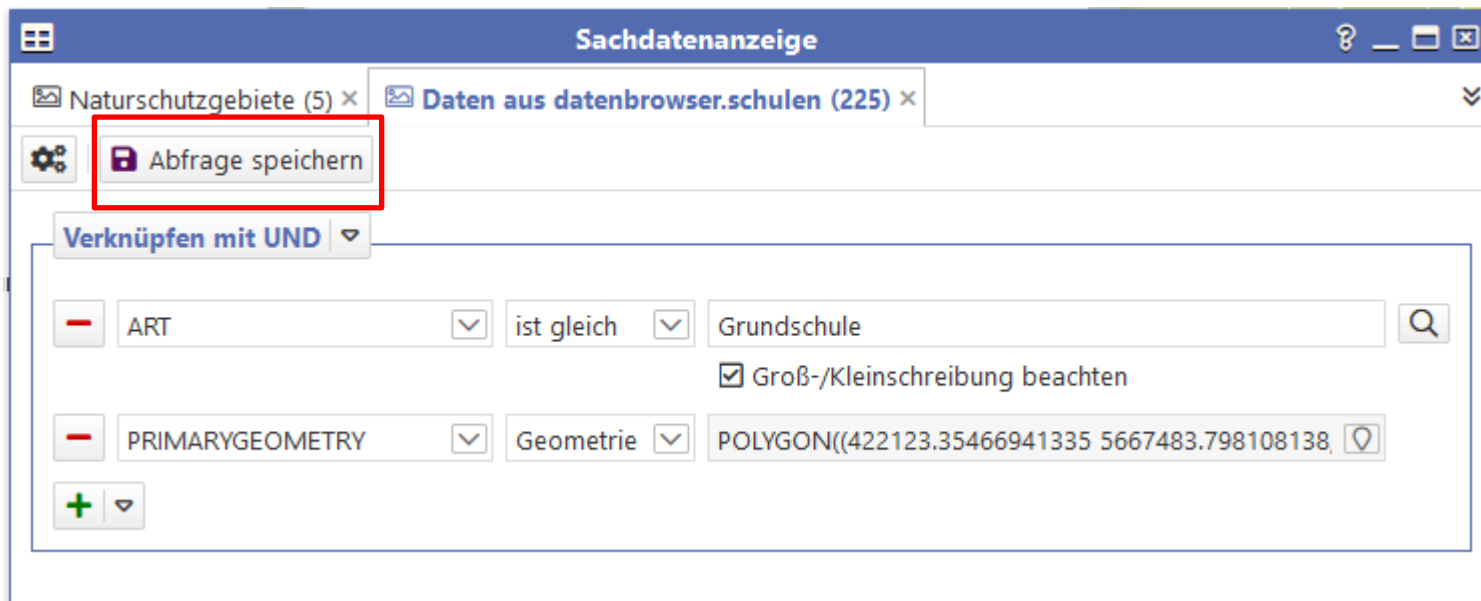 Sachdatenanzeige
Naturschutzgebiete (5) Daten aus datenbrowser.schulen (225)
Abfrage speichern
Verknüpfen mit UND
ART ist gleich Grundschule
Groß-/Kleinschreibung beachten
PRIMARYGEOMETRY Geometrie POLYGON((422123.35466941335 5667483.798108138,